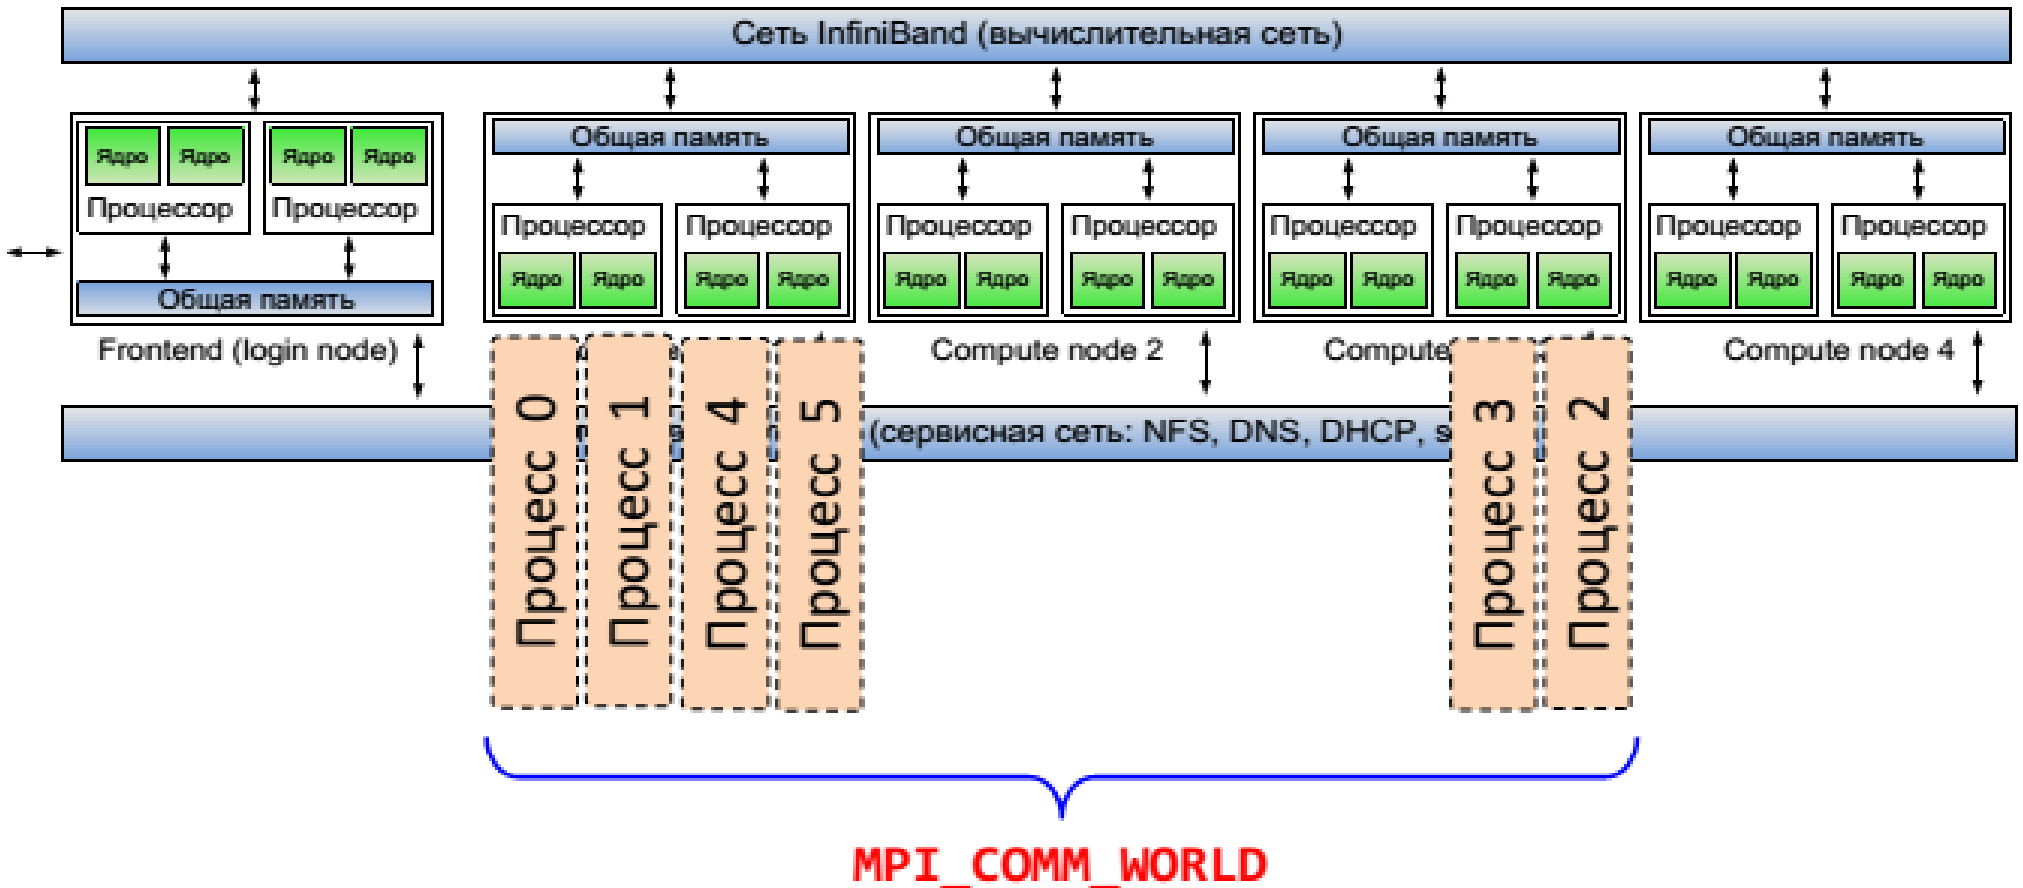 Сеть InfiniBand (вычислительная сеть)
Ядро Ядро Ядро Ядро
Процессор Процессор
Общая память
Frontend (login node)
Общая память
Процессор Процессор
Ядро Ядро Ядро Ядро
Общая память
Процессор Процессор
Ядро Ядро Ядро Ядро
Compute node 2
Общая память
Процессор Процессор
Ядро Ядро Ядро Ядро
Compute
Общая память
Процессор Процессор
Ядро Ядро Ядро Ядро
Compute node 4
(сервисная сеть: NFS, DNS, DHCP,
Процесс 0
Процесс 1
Процесс 4
Процесс 5
Процесс 3
Процесс 2
MPI_COMM_WORLD